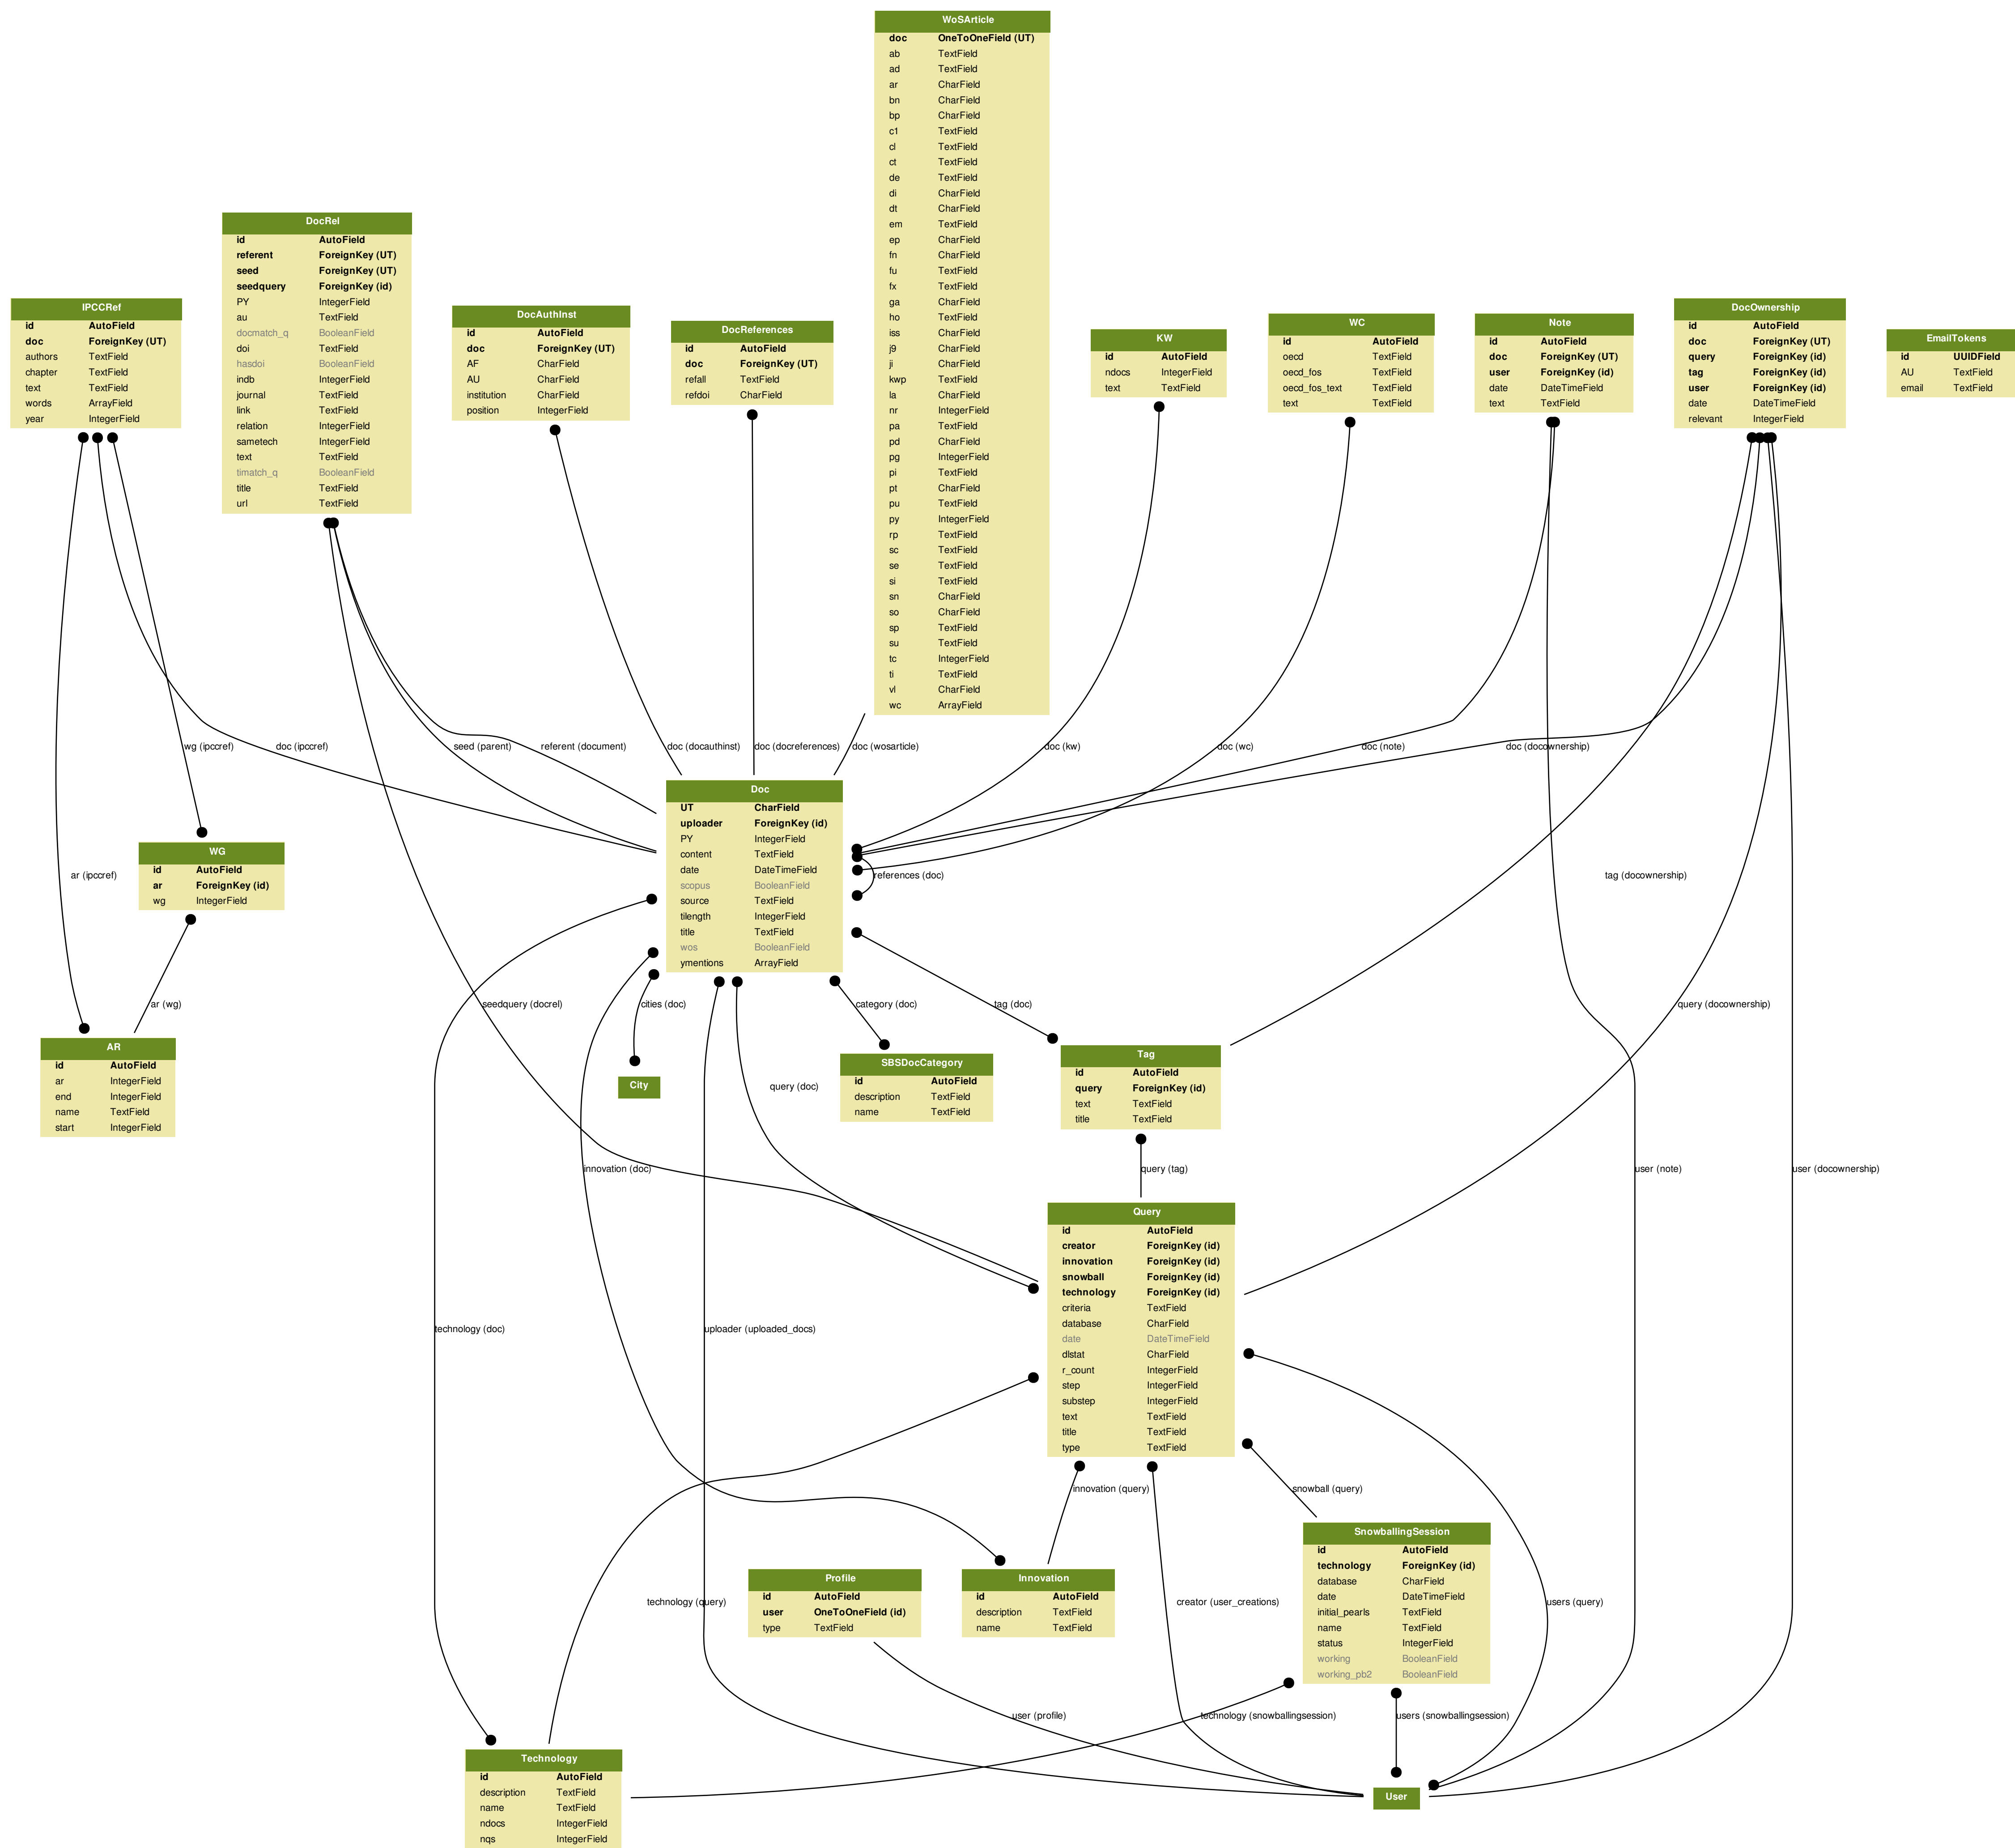 WoSArticle
doc OneToOneField (UT)
ab TextField
ad TextField
ar CharField
bn CharField
bp CharField
c1 TextField
cl TextField
ct TextField
de TextField
di CharField
dt CharField
em TextField
ep CharField
fn CharField
fu TextField
fx TextField
ga CharField
ho TextField
iss CharField
j9 CharField
ji CharField
kwp TextField
la CharField
nr IntegerField
pa TextField
pd CharField
pg IntegerField
pi TextField
pt CharField
pu TextField
py IntegerField
rp TextField
sc TextField
se TextField
si TextField
sn CharField
so CharField
sp TextField
su TextField
tc IntegerField
ti TextField
vl CharField
wc ArrayField
DocRel
id AutoField
referent ForeignKey (UT)
seed ForeignKey (UT)
seedquery ForeignKey (id)
PY IntegerField
au TextField
docmatch_q BooleanField
doi TextField
hasdoi BooleanField
indb IntegerField
journal TextField
link TextField
relation IntegerField
sametech IntegerField
text TextField
timatch_q BooleanField
title TextField
url TextField
IPCCRef
id AutoField
doc ForeignKey (UT)
authors TextField
chapter TextField
text TextField
words ArrayField
year IntegerField
DocAuthInst
id AutoField
doc ForeignKey (UT)
AF CharField
AU CharField
institution CharField
position IntegerField
DocReferences
id AutoField
doc ForeignKey (UT)
refall TextField
refdoi CharField
KW
id AutoField
ndocs IntegerField
text TextField
WC
id AutoField
oecd TextField
oecd_fos TextField
oecd_fos_text TextField
text TextField
Note
id AutoField
doc ForeignKey (UT)
user ForeignKey (id)
date DateTimeField
text TextField
DocOwnership
id AutoField
doc ForeignKey (UT)
query ForeignKey (id)
tag ForeignKey (id)
user ForeignKey (id)
date DateTimeField
relevant IntegerField
EmailTokens
id UUIDField
AU TextField
email TextField
wg (ipccref)
doc (ipccref)
seed (parent)
referent (document)
doc (docauthinst)
doc (docreferences)
doc (wosarticle)
doc (kw)
doc (wc)
doc (note)
doc (docownership)
Doc
UT CharField
uploader ForeignKey (id)
PY IntegerField
content TextField
date DateTimeField
scopus BooleanField
source TextField
tilength IntegerField
title TextField
wos BooleanField
ymentions ArrayField
WG
id AutoField
ar ForeignKey (id)
wg IntegerField
ar (ipccref)
references (doc)
tag (docownership)
ar (wg)
seedquery (docrel)
cities (doc)
category (doc)
tag (doc)
query (docownership)
AR
id AutoField
ar IntegerField
end IntegerField
name TextField
start IntegerField
City
query (doc)
SBSDocCategory
id AutoField
description TextField
name TextField
Tag
id AutoField
query ForeignKey (id)
text TextField
title TextField
innovation (doc)
query (tag)
user (note)
user (docownership)
Query
id AutoField
creator ForeignKey (id)
innovation ForeignKey (id)
snowball ForeignKey (id)
technology ForeignKey (id)
criteria TextField
database CharField
date DateTimeField
dlstat CharField
r_count IntegerField
step IntegerField
substep IntegerField
text TextField
title TextField
type TextField
technology (doc)
uploader (uploaded_docs)
innovation (query)
snowball (query)
SnowballingSession
id AutoField
technology ForeignKey (id)
database CharField
date DateTimeField
initial_pearls TextField
name TextField
status IntegerField
working BooleanField
working_pb2 BooleanField
Profile
id AutoField
user OneToOneField (id)
type TextField
Innovation
id AutoField
description TextField
name TextField
technology (query)
creator (user_creations)
users (query)
user (profile)
technology (snowballingsession)
users (snowballingsession)
Technology
id AutoField
description TextField
name TextField
ndocs IntegerField
nqs IntegerField
User